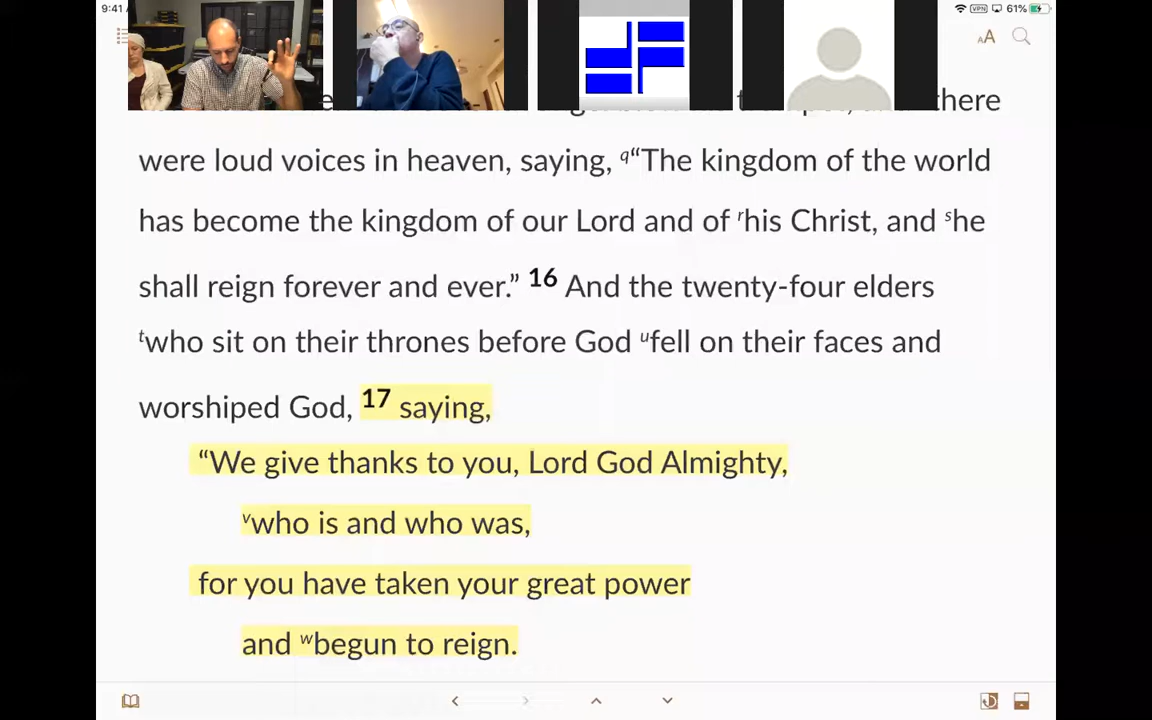 9:41
VPN 61%
AA
there
were loud voices in heaven, saying, q“The kingdom of the world
has become the kingdom of our Lord and of rhis Christ, and she
shall reign forever and ever.” 16 And the twenty-four elders
twho sit on their thrones before God ufell on their faces and
worshiped God, 17 saying,
“We give thanks to you, Lord God Almighty,
vwho is and who was,
for you have taken your great power
and wbegun to reign.